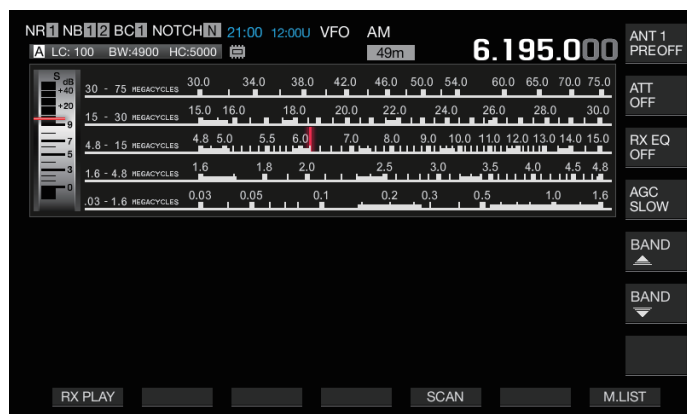 NR 1 NB 1 2 BC 1 NOTCH N 21:00 12:00U VFO AM
A LC: 100 BW:4900 HC:5000 49m 6.195.000
ANT 1
PREOFF
S
dB
+40
+20
9
7
5
3
0
30 - 75 MEGACYCLES 30.0 34.0 38.0 42.0 46.0 50.0 54.0 60.0 65.0 70.0 75.0
15 - 30 MEGACYCLES 15.0 16.0 18.0 20.0 22.0 24.0 26.0 28.0 30.0
4.8 - 15 MEGACYCLES 4.8 5.0 5.5 6.0 7.0 8.0 9.0 10.0 11.0 12.0 13.0 14.0 15.0
1.6 - 4.8 MEGACYCLES 1.6 1.8 2.0 2.5 3.0 3.5 4.0 4.5 4.8
.03 - 1.6 MEGACYCLES 0.03 0.05 0.1 0.2 0.3 0.5 1.0 1.6
ATT
OFF
RX EQ
OFF
AGC
SLOW
BAND
BAND
RX PLAY SCAN M.LIST